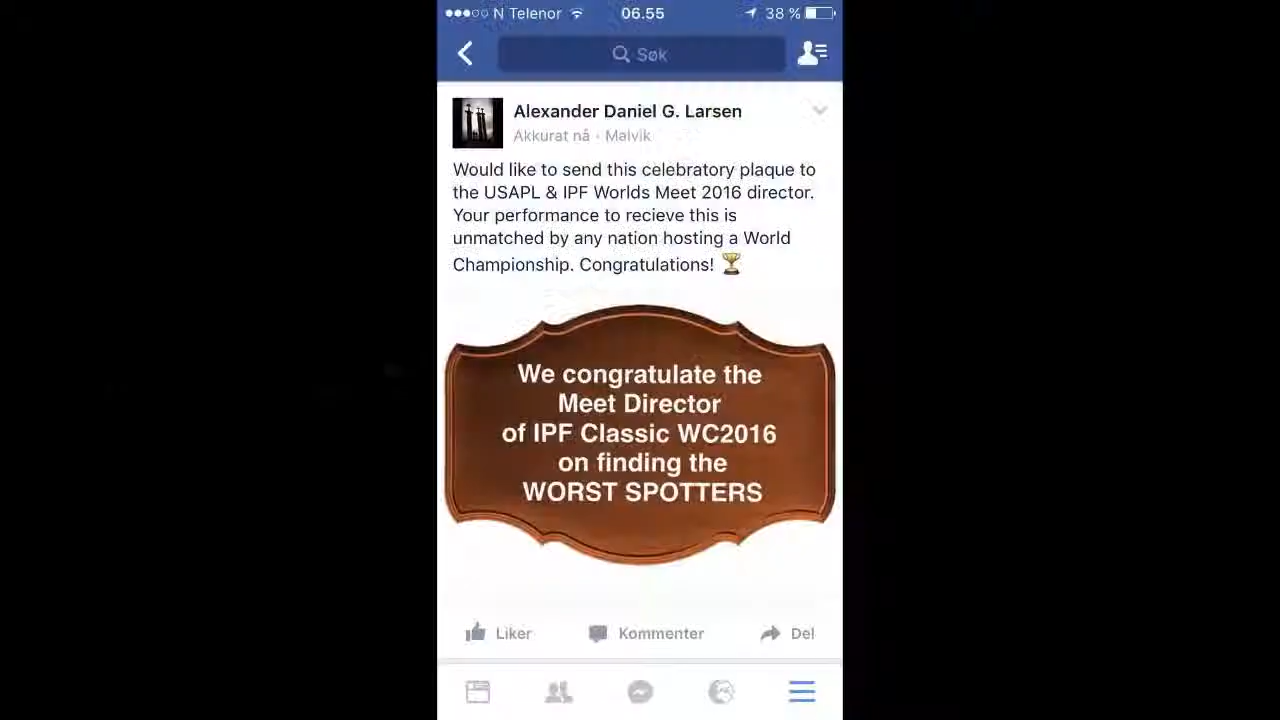 N Telenor 06.55 38 %
Søk
Alexander Daniel G. Larsen
Akkurat nå · Malvik
Would like to send this celebratory plaque to
the USAPL & IPF Worlds Meet 2016 director.
Your performance to recieve this is
unmatched by any nation hosting a World
Championship. Congratulations! 🏆
We congratulate the
Meet Director
of IPF Classic WC2016
on finding the
WORST SPOTTERS
Liker Kommenter Del